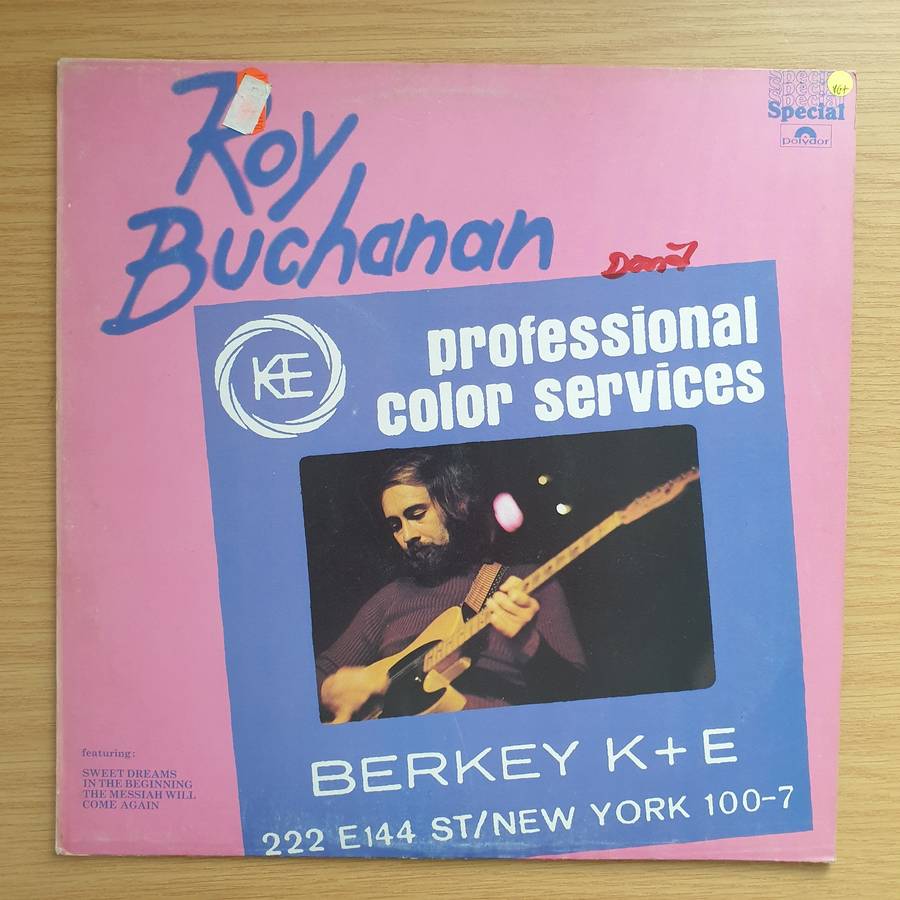 Roy
Buchanan
Special
Special
Special
Special
polydor
VG+
KE
professional
color services
BERKEY K+E
222 E144 ST/NEW YORK 100-7
featuring:
SWEET DREAMS
IN THE BEGINNING
THE MESSIAH WILL
COME AGAIN